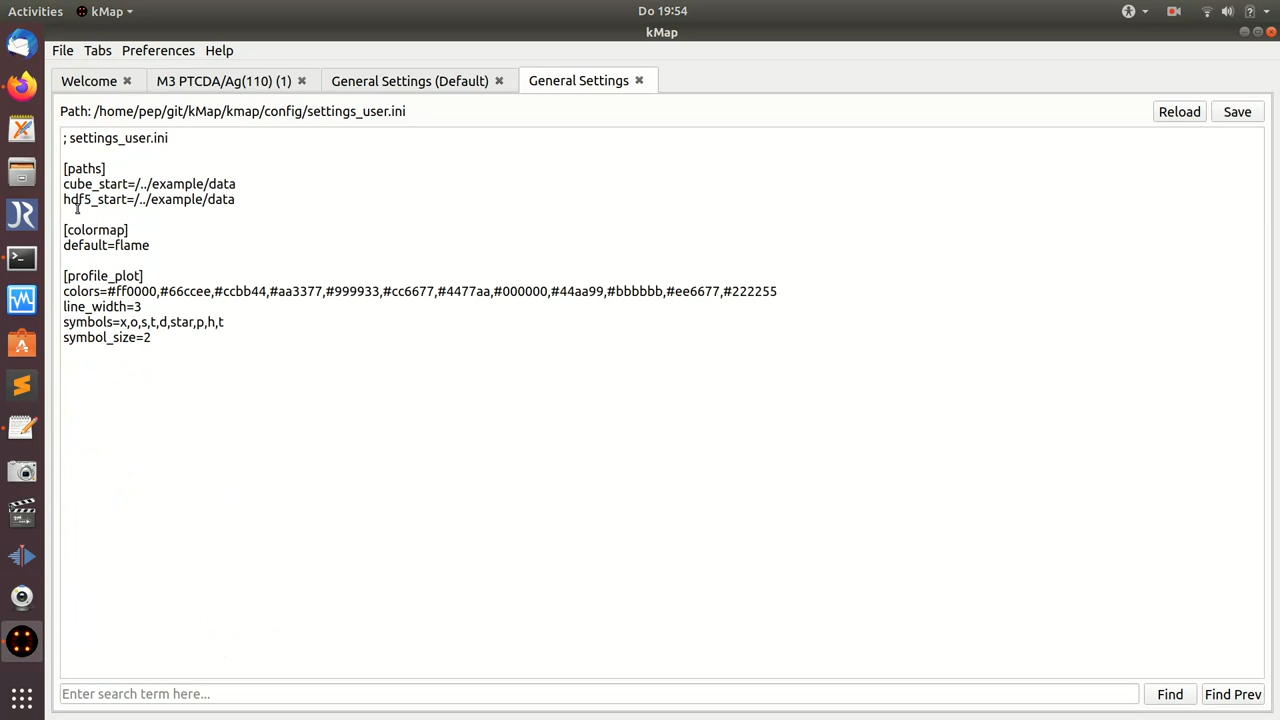 Activities kMap Do 19:54
kMap
File Tabs Preferences Help
Welcome M3 PTCDA/Ag(110) (1) General Settings (Default) General Settings
Path: /home/pep/git/kMap/kmap/config/settings_user.ini Reload Save
; settings_user.ini
[paths]
cube_start=/../example/data
hdf5_start=/../example/data
[colormap]
default=flame
[profile_plot]
colors=#ff0000,#66ccee,#ccbb44,#aa3377,#999933,#cc6677,#4477aa,#000000,#44aa99,#bbbbbb,#ee6677,#222255
line_width=3
symbols=x,o,s,t,d,star,p,h,t
symbol_size=2
Enter search term here... Find Find Prev